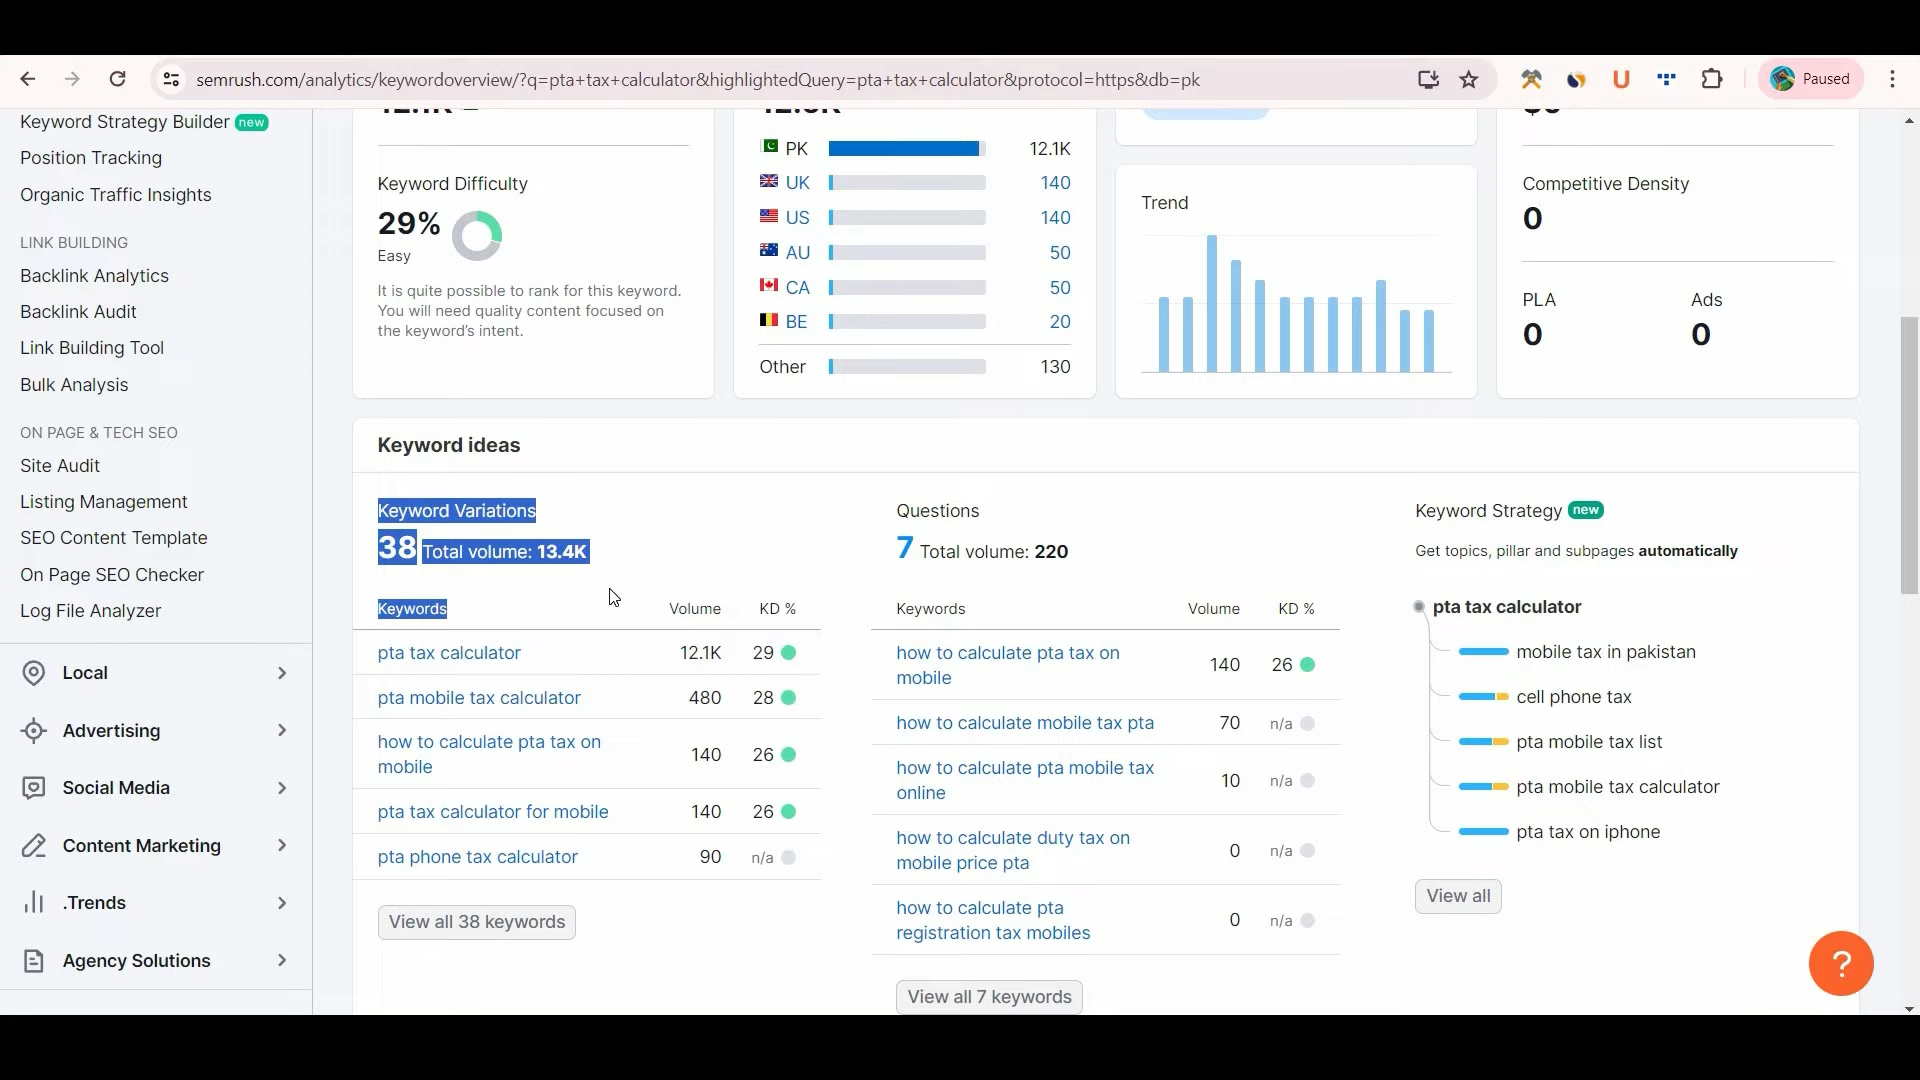 semrush.com/analytics/keywordoverview/?q=pta+tax+calculator&highlightedQuery=pta+tax+calculator&protocol=https&db=pk
Paused
Keyword Strategy Builder new
Position Tracking
Organic Traffic Insights
LINK BUILDING
Backlink Analytics
Backlink Audit
Link Building Tool
Bulk Analysis
ON PAGE & TECH SEO
Site Audit
Listing Management
SEO Content Template
On Page SEO Checker
Log File Analyzer
Local
Advertising
Social Media
Content Marketing
.Trends
Agency Solutions
Keyword Difficulty
29%
Easy
It is quite possible to rank for this keyword.
You will need quality content focused on
the keyword's intent.
PK 12.1K
UK 140
US 140
AU 50
CA 50
BE 20
Other 130
Trend
Competitive Density
0
PLA Ads
0 0
Keyword ideas
Keyword Variations
38 Total volume: 13.4K
Keywords Volume KD %
pta tax calculator 12.1K 29
pta mobile tax calculator 480 28
how to calculate pta tax on
mobile 140 26
pta tax calculator for mobile 140 26
pta phone tax calculator 90 n/a
View all 38 keywords
Questions
7 Total volume: 220
Keywords Volume KD %
how to calculate pta tax on
mobile 140 26
how to calculate mobile tax pta 70 n/a
how to calculate pta mobile tax
online 10 n/a
how to calculate duty tax on
mobile price pta 0 n/a
how to calculate pta
registration tax mobiles 0 n/a
View all 7 keywords
Keyword Strategy new
Get topics, pillar and subpages automatically
pta tax calculator
mobile tax in pakistan
cell phone tax
pta mobile tax list
pta mobile tax calculator
pta tax on iphone
View all
?